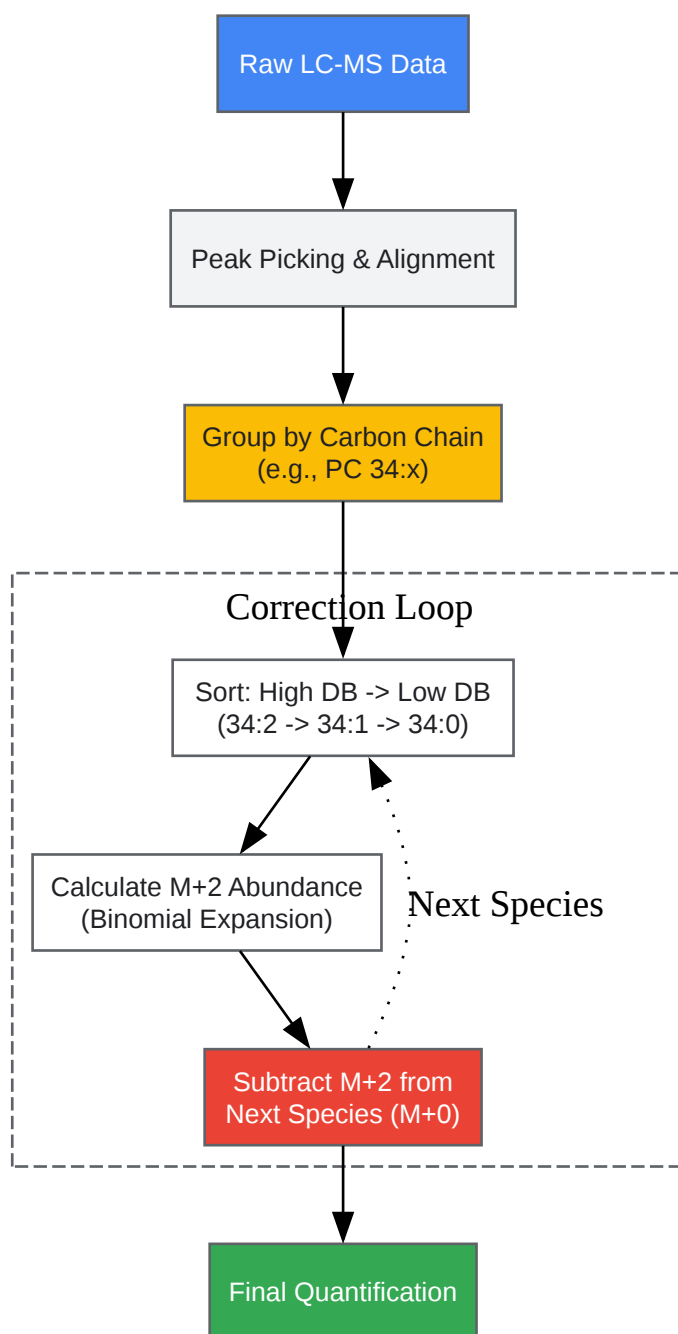 Raw LC-MS Data
Peak Picking & Alignment
Group by Carbon Chain
(e.g., PC 34:x)
Correction Loop
Sort: High DB -> Low DB
(34:2 -> 34:1 -> 34:0)
Calculate M+2 Abundance
(Binomial Expansion)
Next Species
Subtract M+2 from
Next Species (M+0)
Final Quantification